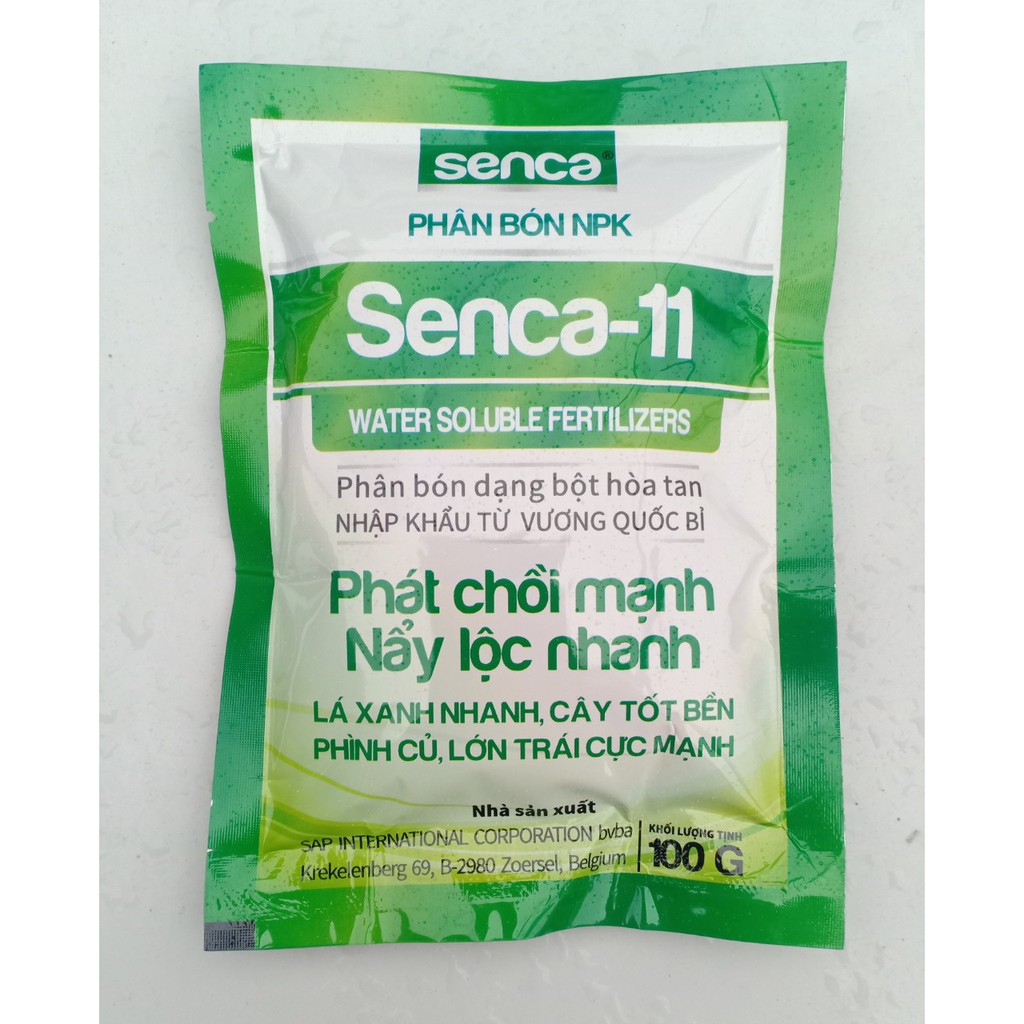 senca®
PHÂN BÓN NPK
Senca-11
WATER SOLUBLE FERTILIZERS
Phân bón dạng bột hòa tan
NHẬP KHẨU TỪ VƯƠNG QUỐC BỈ
Phát chồi mạnh
Nẩy lộc nhanh
LÁ XANH NHANH, CÂY TỐT BỀN
PHÌNH CỦ, LỚN TRÁI CỰC MẠNH
Nhà sản xuất
SAP INTERNATIONAL CORPORATION bvba
Krekelenberg 69, B-2980 Zoersel, Belgium
KHỐI LƯỢNG TỊNH
100 G